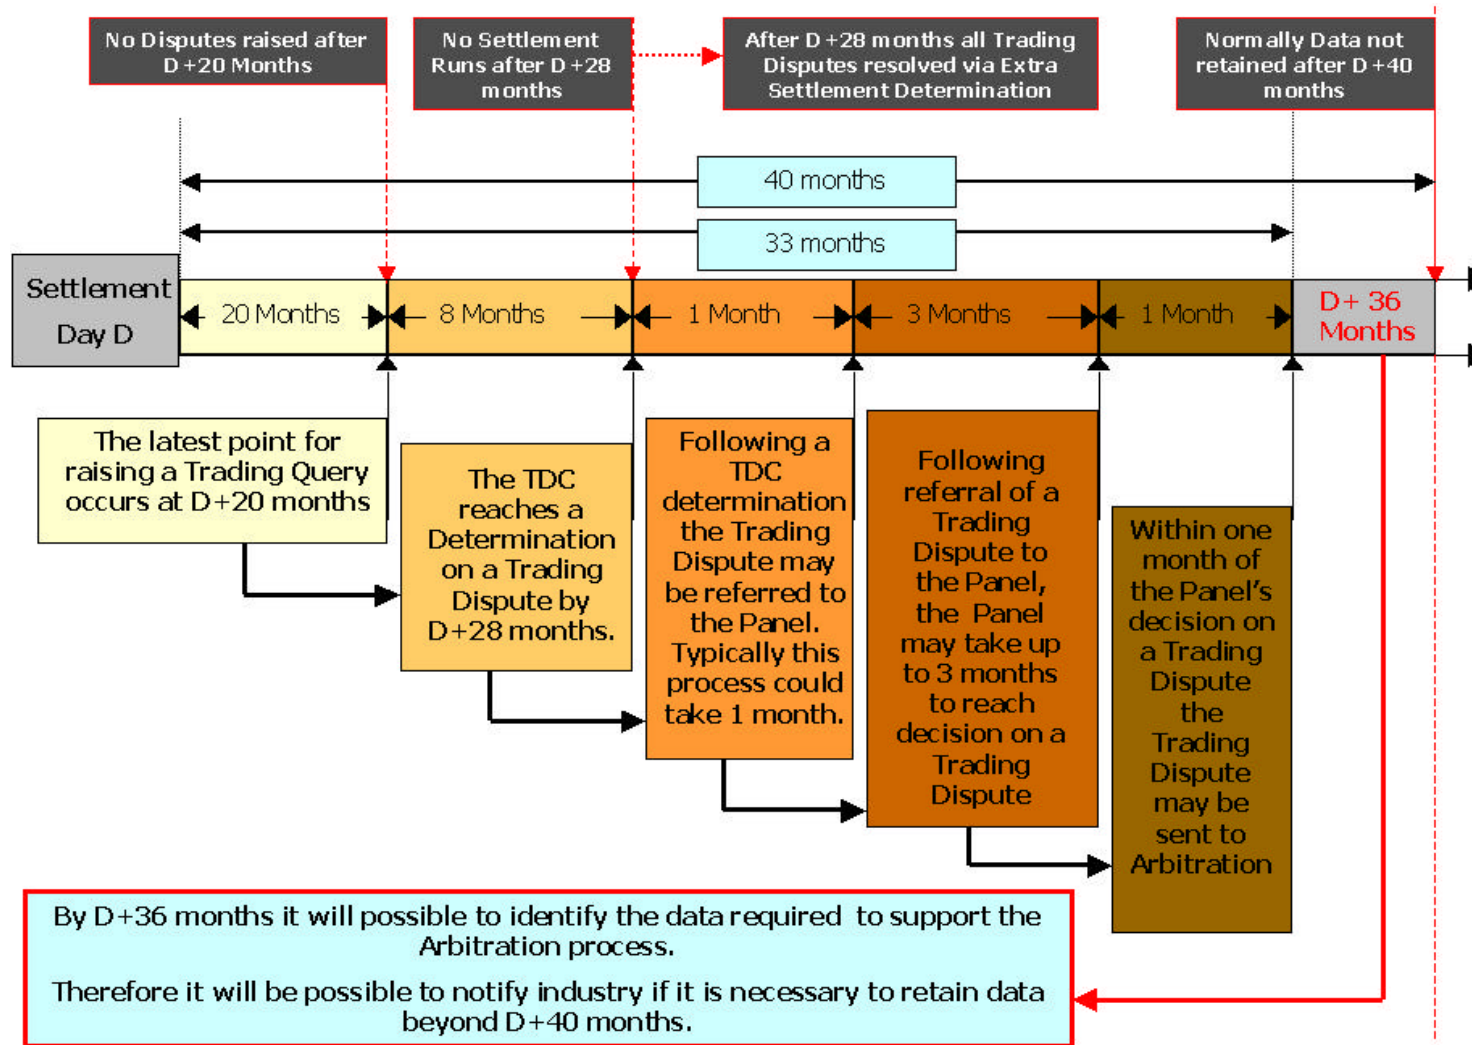 No Disputes raised after
D+20 Months
No Settlement
Runs after D+28
months
After D+28 months all Trading
Disputes resolved via Extra
Settlement Determination
Normally Data not
retained after D+40
months
40 months
33 months
Settlement
Day D
20 Months
8 Months
1 Month
3 Months
1 Month
D+ 36
Months
The latest point for
raising a Trading Query
occurs at D+20 months
The TDC
reaches a
Determination
on a Trading
Dispute by
D+28 months.
Following a
TDC
determination
the Trading
Dispute may
be referred to
the Panel.
Typically this
process could
take 1 month.
Following
referral of a
Trading
Dispute to
the Panel,
the Panel
may take up
to 3 months
to reach
decision on a
Trading
Dispute
Within one
month of
the Panel's
decision on
a Trading
Dispute
the
Trading
Dispute
may be
sent to
Arbitration
By D+36 months it will possible to identify the data required to support the
Arbitration process.
Therefore it will be possible to notify industry if it is necessary to retain data
beyond D+40 months.